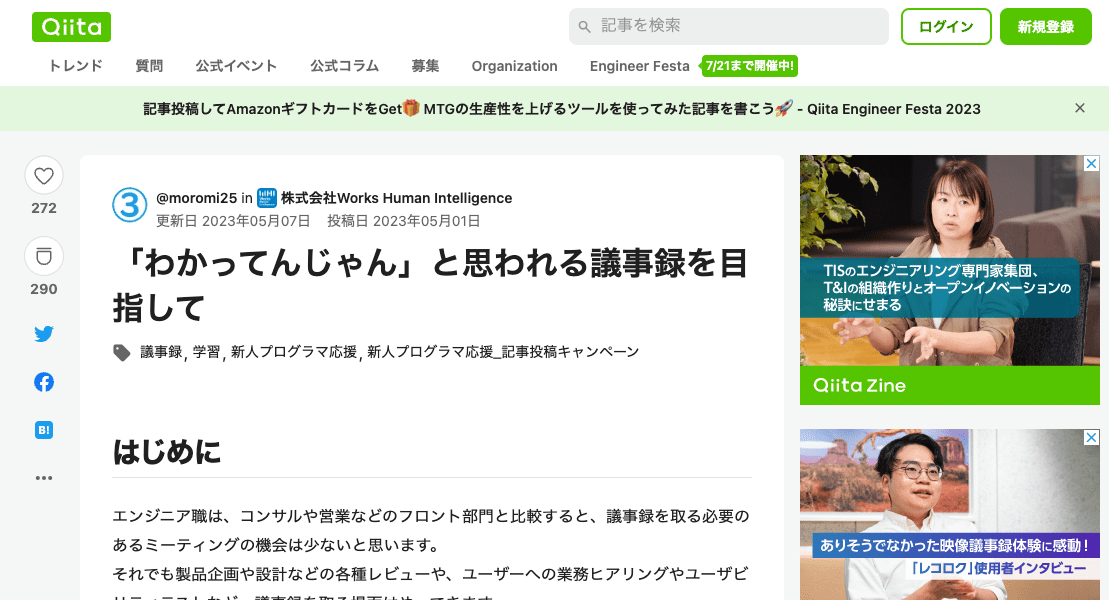 Qiita
記事を検索
ログイン
新規登録
トレンド 質問 公式イベント 公式コラム 募集 Organization Engineer Festa 7/21まで開催中!
記事投稿してAmazonギフトカードをGet🎁 MTGの生産性を上げるツールを使ってみた記事を書こう🚀 - Qiita Engineer Festa 2023
272
290
B!
@moromi25 in 株式会社Works Human Intelligence
更新日 2023年05月07日 投稿日 2023年05月01日
「わかってんじゃん」と思われる議事録を目
指して
議事録, 学習, 新人プログラマ応援, 新人プログラマ応援_記事投稿キャンペーン
はじめに
エンジニア職は、コンサルや営業などのフロント部門と比較すると、議事録を取る必要の
あるミーティングの機会は少ないと思います。
それでも製品企画や設計などの各種レビューや、ユーザーへの業務ヒアリングやユーザビ
TISのエンジニアリング専門家集団、
T&Iの組織作りとオープンイノベーションの
秘訣にせまる
Qiita Zine
ありそうでなかった映像議事録体験に感動！
「レコロク」使用者インタビュー